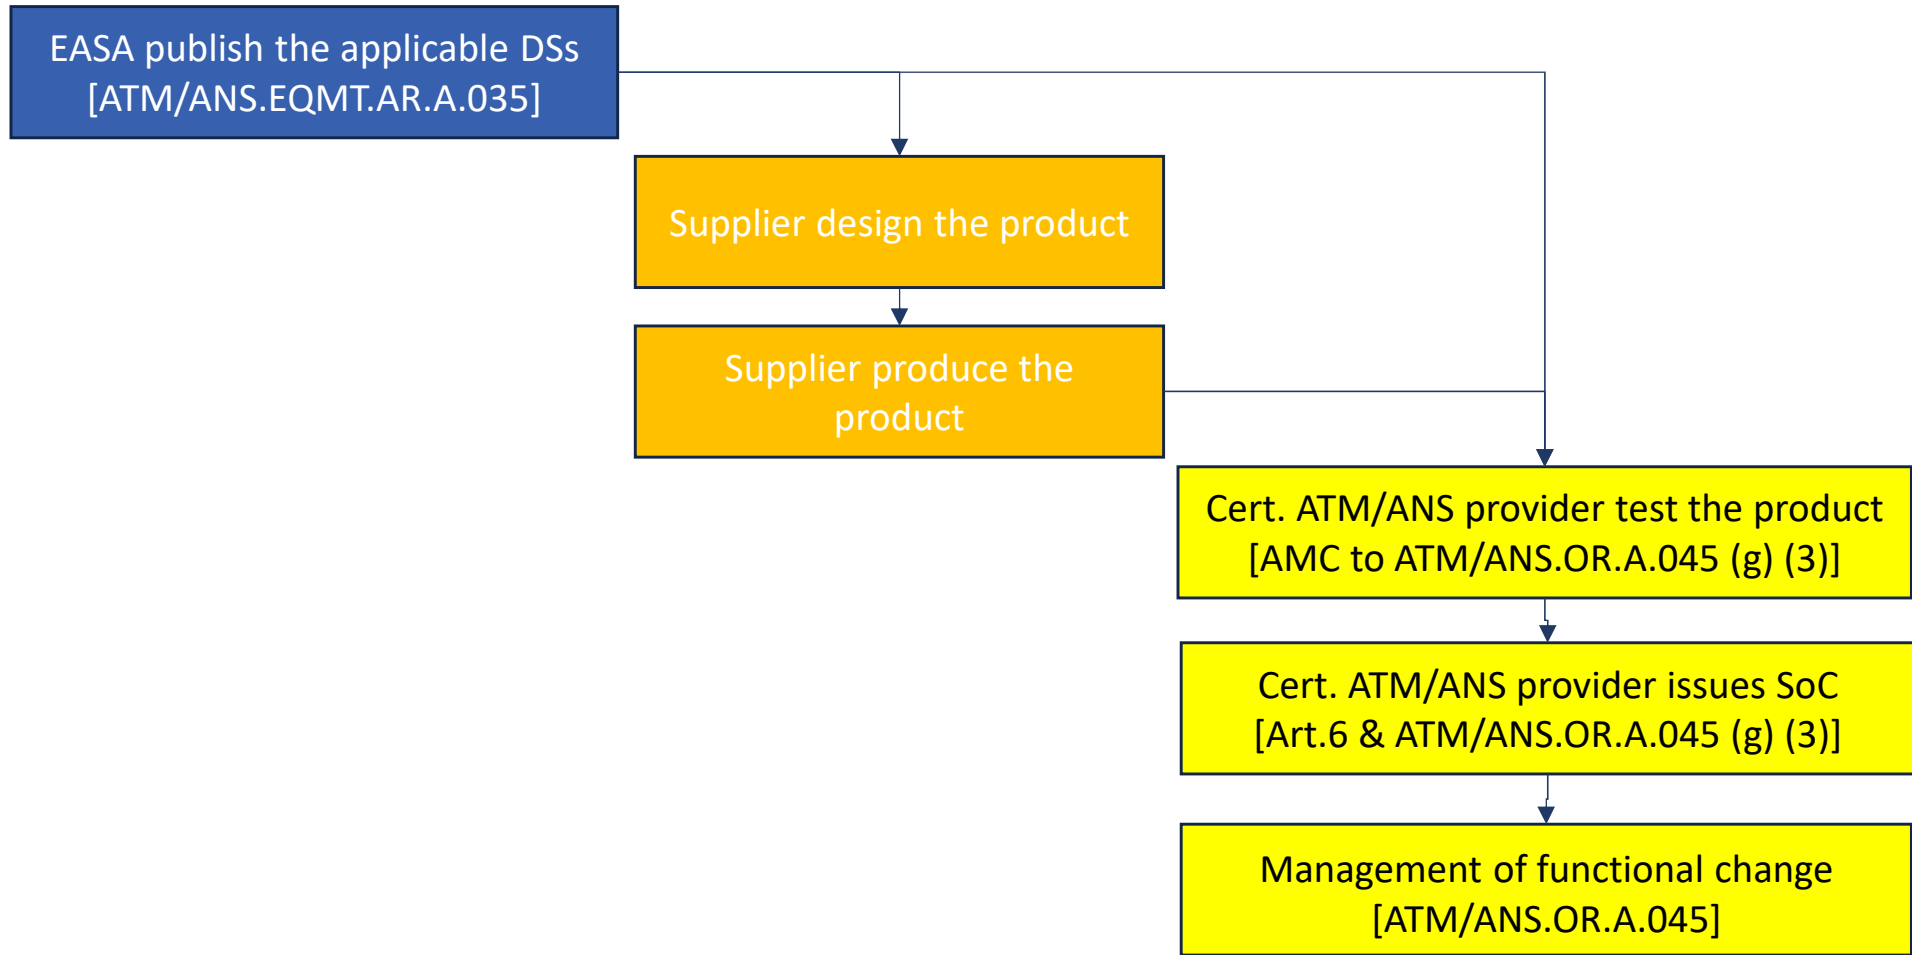 EASA publish the applicable DSs
[ATM/ANS.EQMT.AR.A.035]
Supplier design the product
Supplier produce the
product
Cert. ATM/ANS provider test the product
[AMC to ATM/ANS.OR.A.045 (g) (3)]
Cert. ATM/ANS provider issues SoC
[Art.6 & ATM/ANS.OR.A.045 (g) (3)]
Management of functional change
[ATM/ANS.OR.A.045]